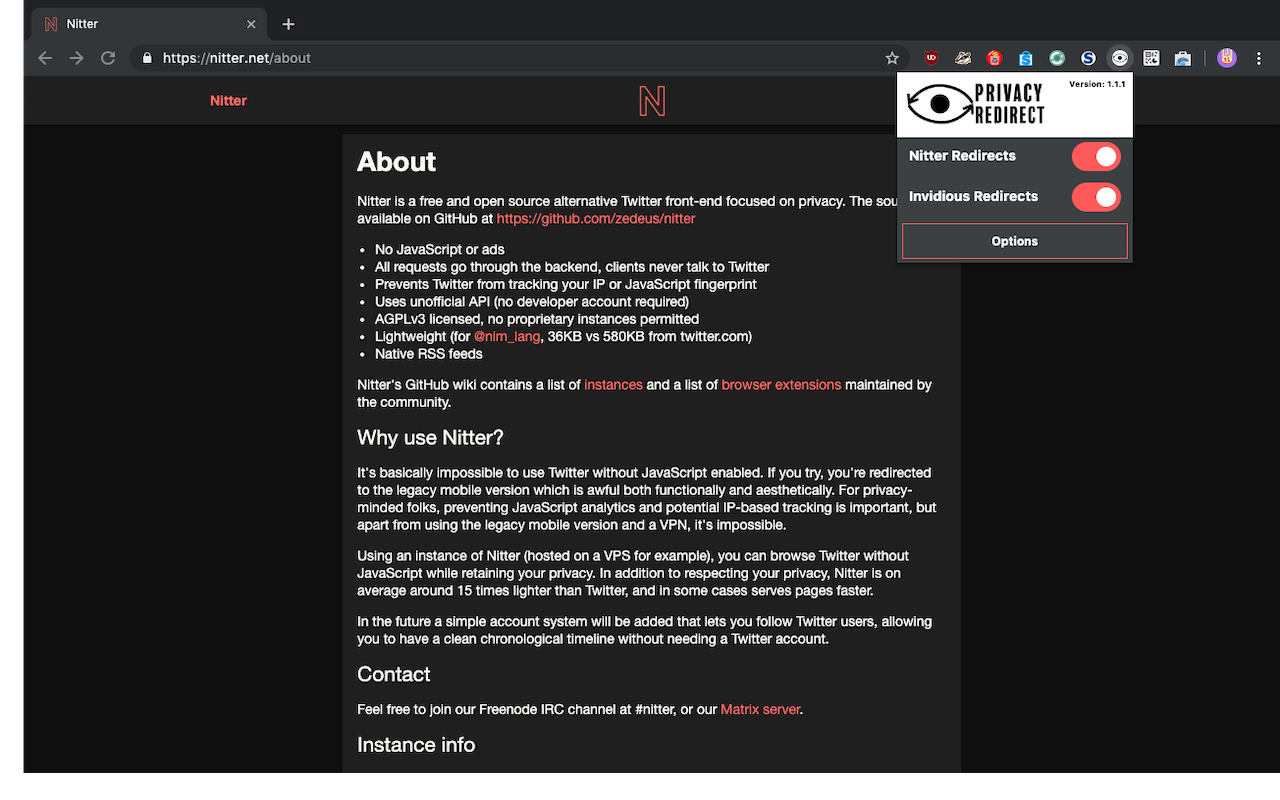 Nitter
https://nitter.net/about
Nitter
N
PRIVACY
REDIRECT
Version: 1.1.1
Nitter Redirects
Invidious Redirects
Options
About
Nitter is a free and open source alternative Twitter front-end focused on privacy. The sou
available on GitHub at https://github.com/zedeus/nitter
• No JavaScript or ads
• All requests go through the backend, clients never talk to Twitter
• Prevents Twitter from tracking your IP or JavaScript fingerprint
• Uses unofficial API (no developer account required)
• AGPLv3 licensed, no proprietary instances permitted
• Lightweight (for @nim_lang, 36KB vs 580KB from twitter.com)
• Native RSS feeds
Nitter's GitHub wiki contains a list of instances and a list of browser extensions maintained by
the community.
Why use Nitter?
It's basically impossible to use Twitter without JavaScript enabled. If you try, you're redirected
to the legacy mobile version which is awful both functionally and aesthetically. For privacy-
minded folks, preventing JavaScript analytics and potential IP-based tracking is important, but
apart from using the legacy mobile version and a VPN, it's impossible.
Using an instance of Nitter (hosted on a VPS for example), you can browse Twitter without
JavaScript while retaining your privacy. In addition to respecting your privacy, Nitter is on
average around 15 times lighter than Twitter, and in some cases serves pages faster.
In the future a simple account system will be added that lets you follow Twitter users, allowing
you to have a clean chronological timeline without needing a Twitter account.
Contact
Feel free to join our Freenode IRC channel at #nitter, or our Matrix server.
Instance info